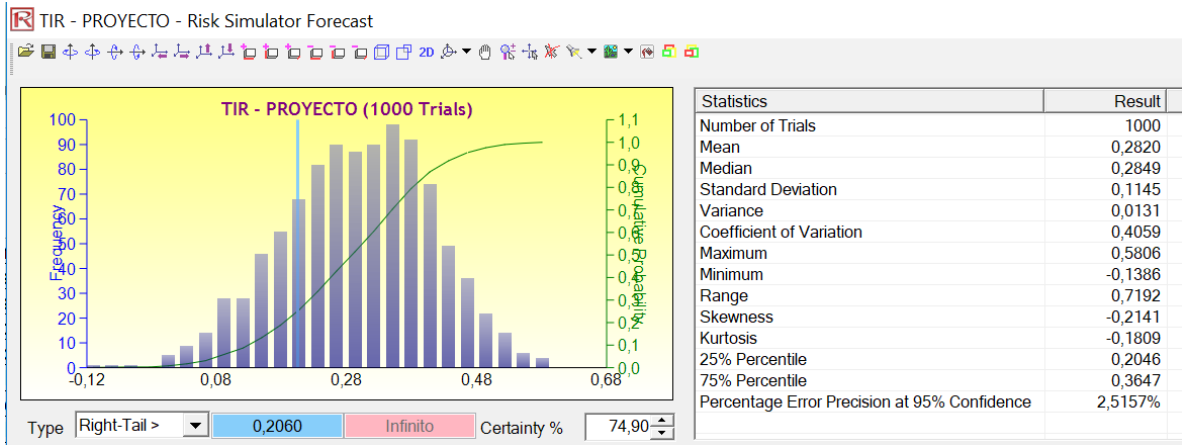 TIR - PROYECTO - Risk Simulator Forecast
2D
TIR - PROYECTO (1000 Trials)
Frequency
100
90
80
70
60
50
40
30
20
10
0
-0,12
0,08
0,28
0,48
0,68
1,1
1,0
0,9
0,8
0,7
0,6
0,5
0,4
0,3
0,2
0,1
0,0
Cumulative Probability
Type Right-Tail > 0,2060 Infinito Certainty % 74,90
Statistics Result
Number of Trials 1000
Mean 0,2820
Median 0,2849
Standard Deviation 0,1145
Variance 0,0131
Coefficient of Variation 0,4059
Maximum 0,5806
Minimum -0,1386
Range 0,7192
Skewness -0,2141
Kurtosis -0,1809
25% Percentile 0,2046
75% Percentile 0,3647
Percentage Error Precision at 95% Confidence 2,5157%